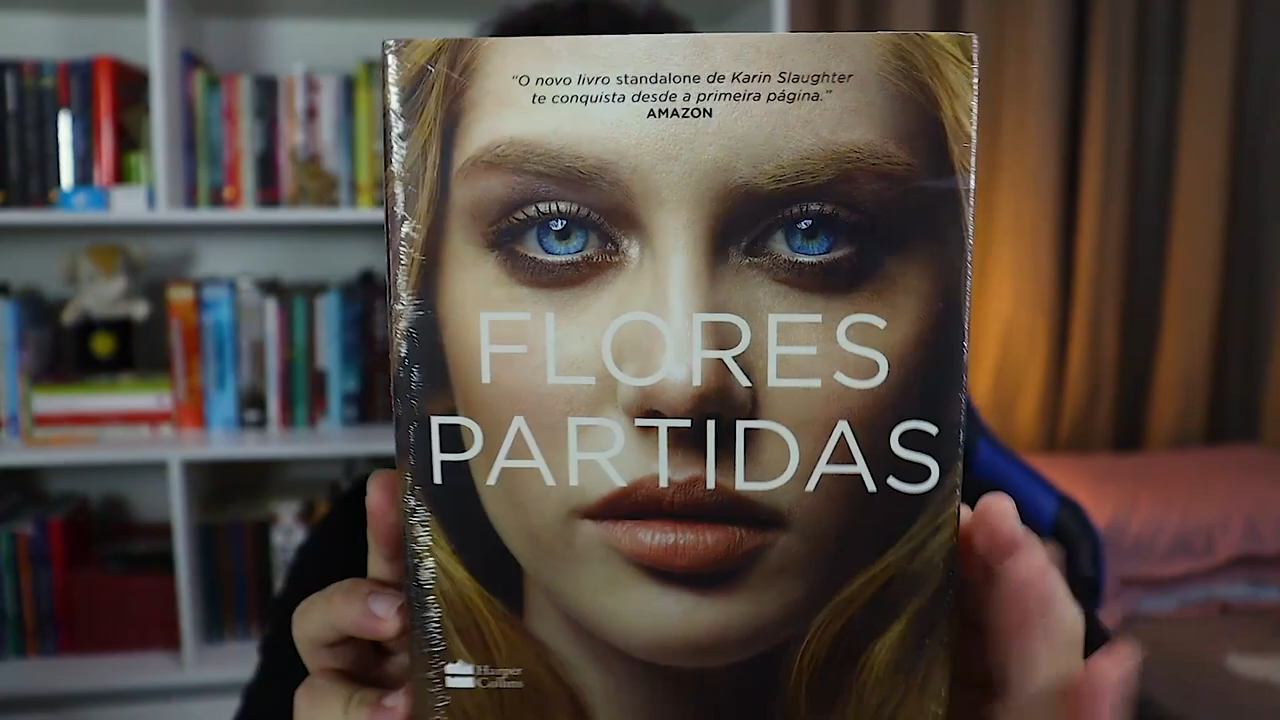 “O novo livro standalone de Karin Slaughter
te conquista desde a primeira página.”
AMAZON
FLORES
PARTIDAS
Harper
Collins